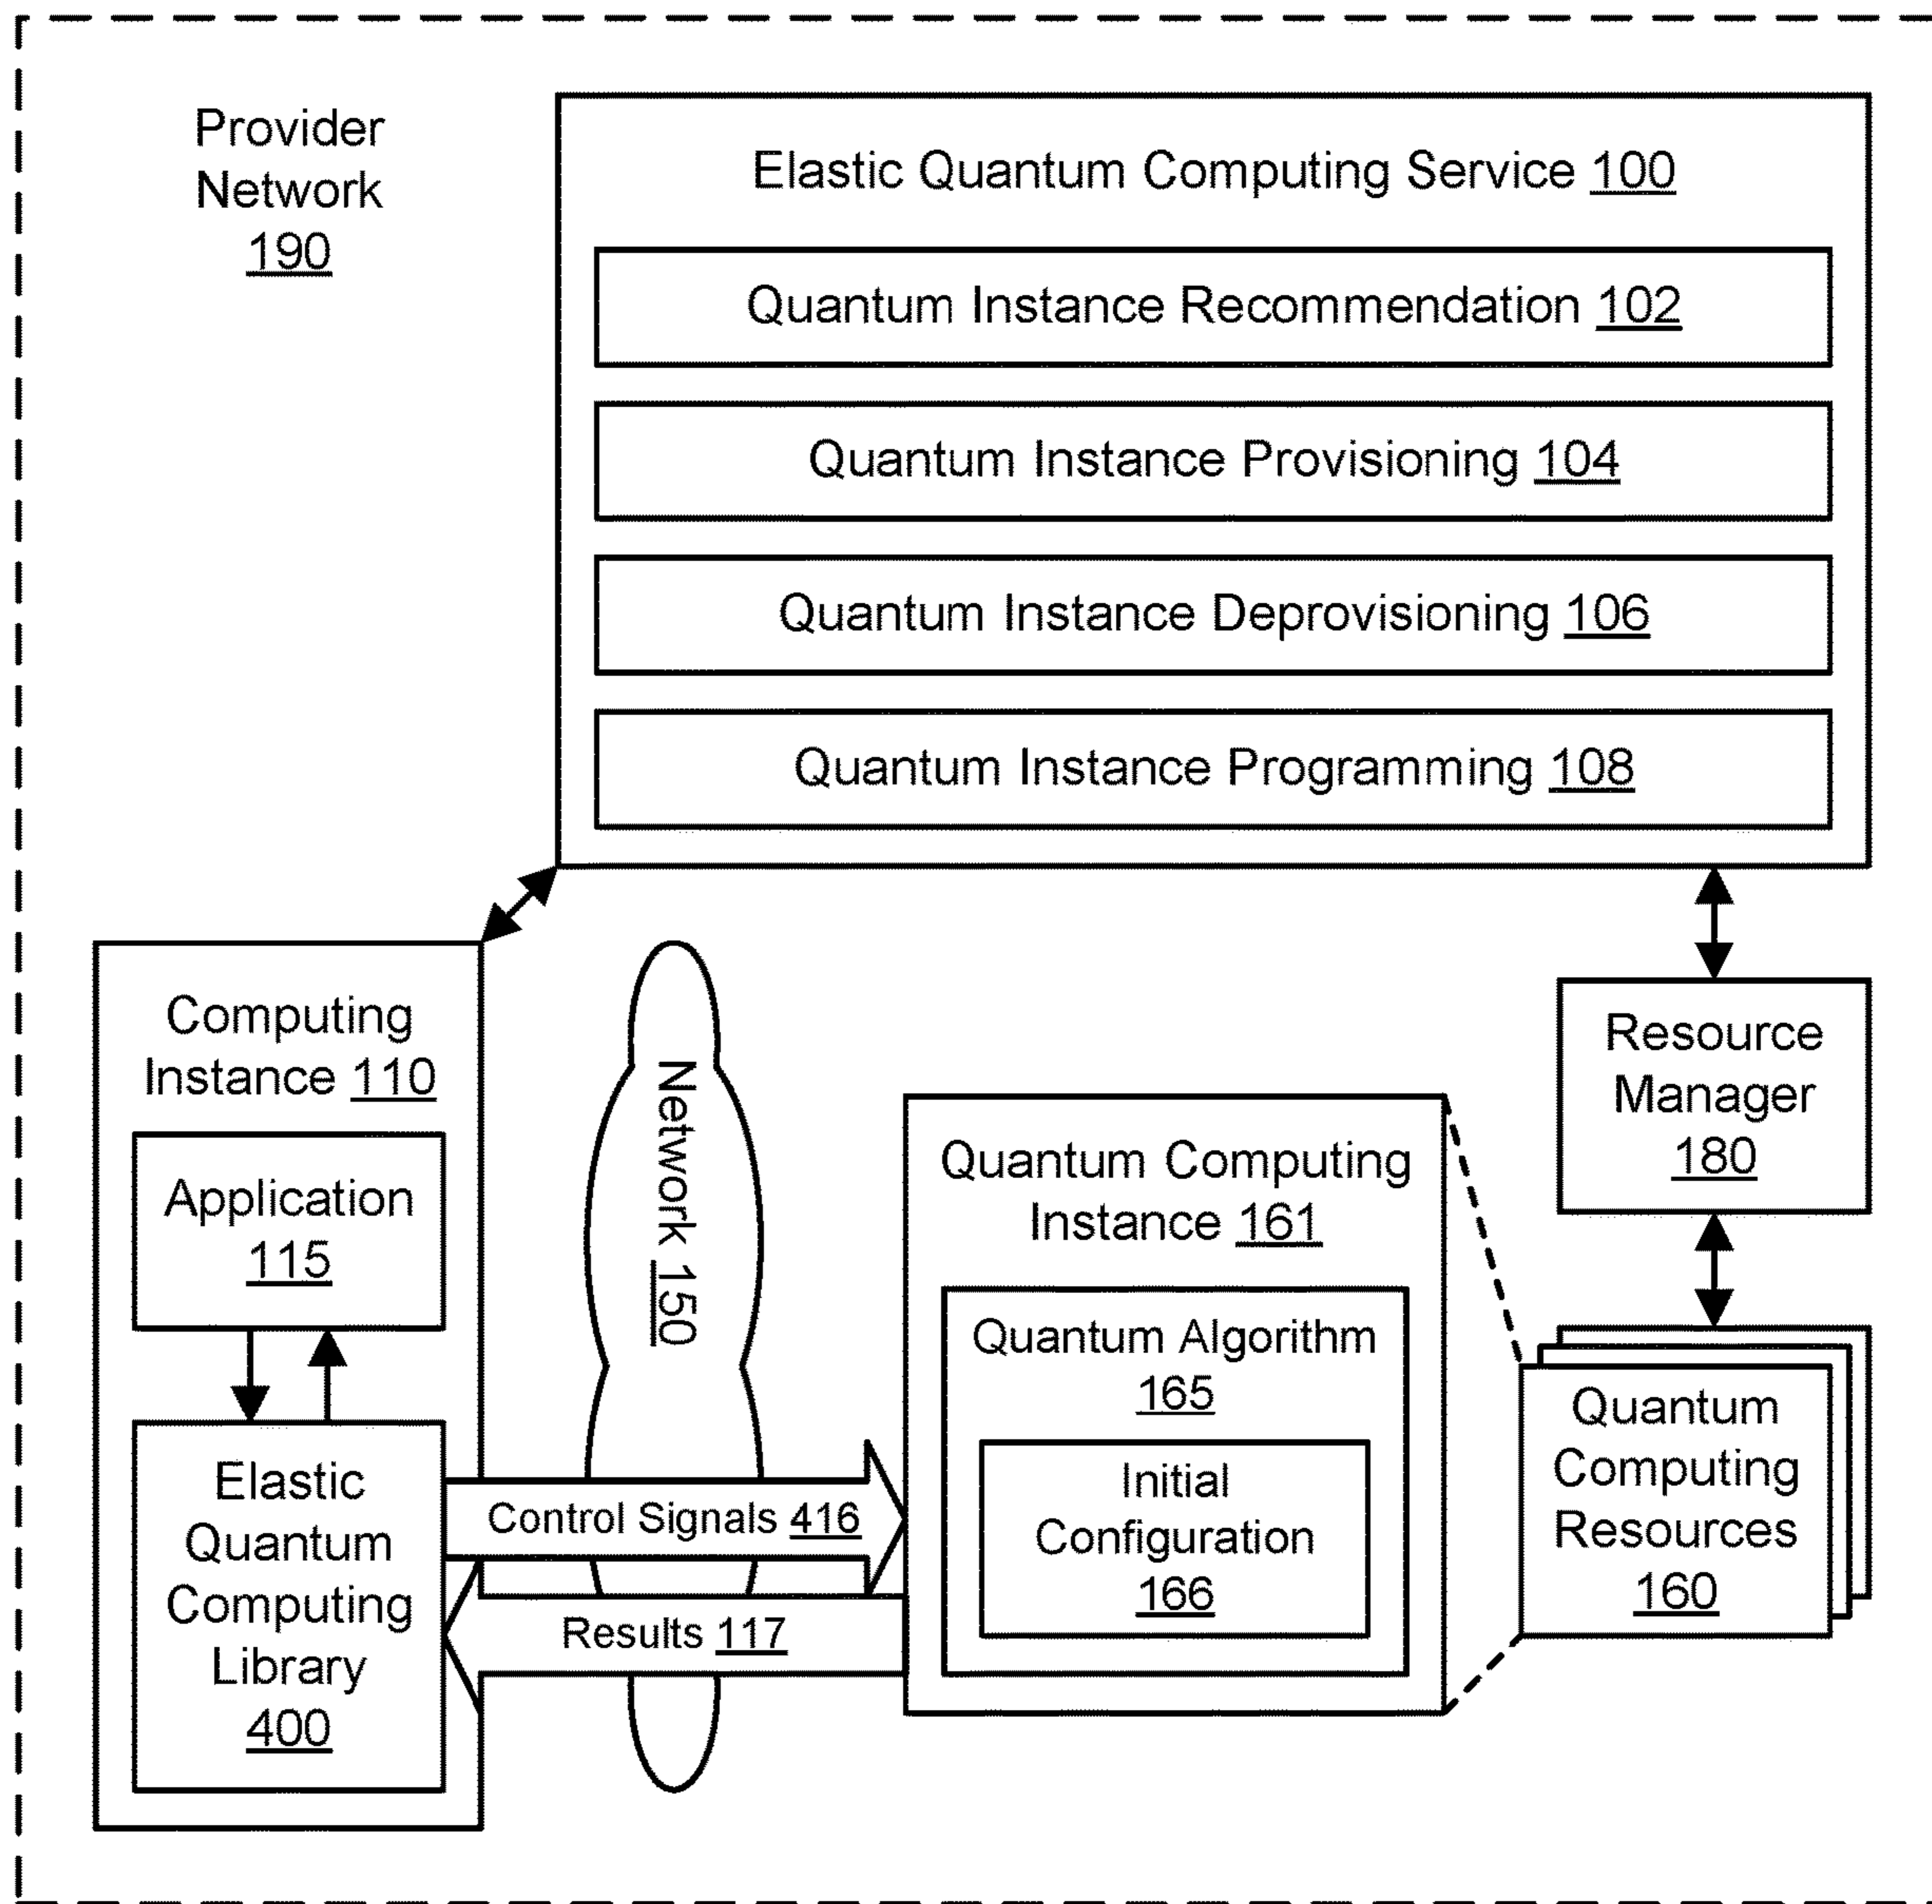 Provider
Network
190
Elastic Quantum Computing Service 100
Quantum Instance Recommendation 102
Quantum Instance Provisioning 104
Quantum Instance Deprovisioning 106
Quantum Instance Programming 108
Computing
Instance 110
Application
115
Elastic
Quantum
Computing
Library
400
Network 150
Control Signals 416
Results 117
Quantum Computing
Instance 161
Quantum Algorithm
165
Initial
Configuration
166
Resource
Manager
180
Quantum
Computing
Resources
160